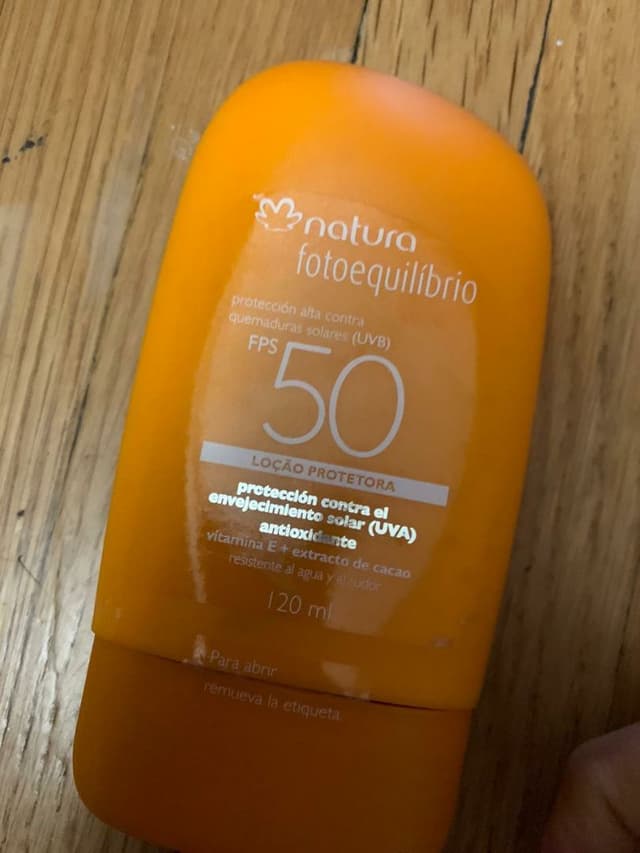 natura
fotoequilíbrio
protección alta contra
quemaduras solares (UVB)
FPS 50
LOÇÃO PROTETORA
protección contra el
envejecimiento solar (UVA)
antioxidante
vitamina E + extracto de cacao
resistente al agua y al sudor
120 ml
Para abrir
remueva la etiqueta